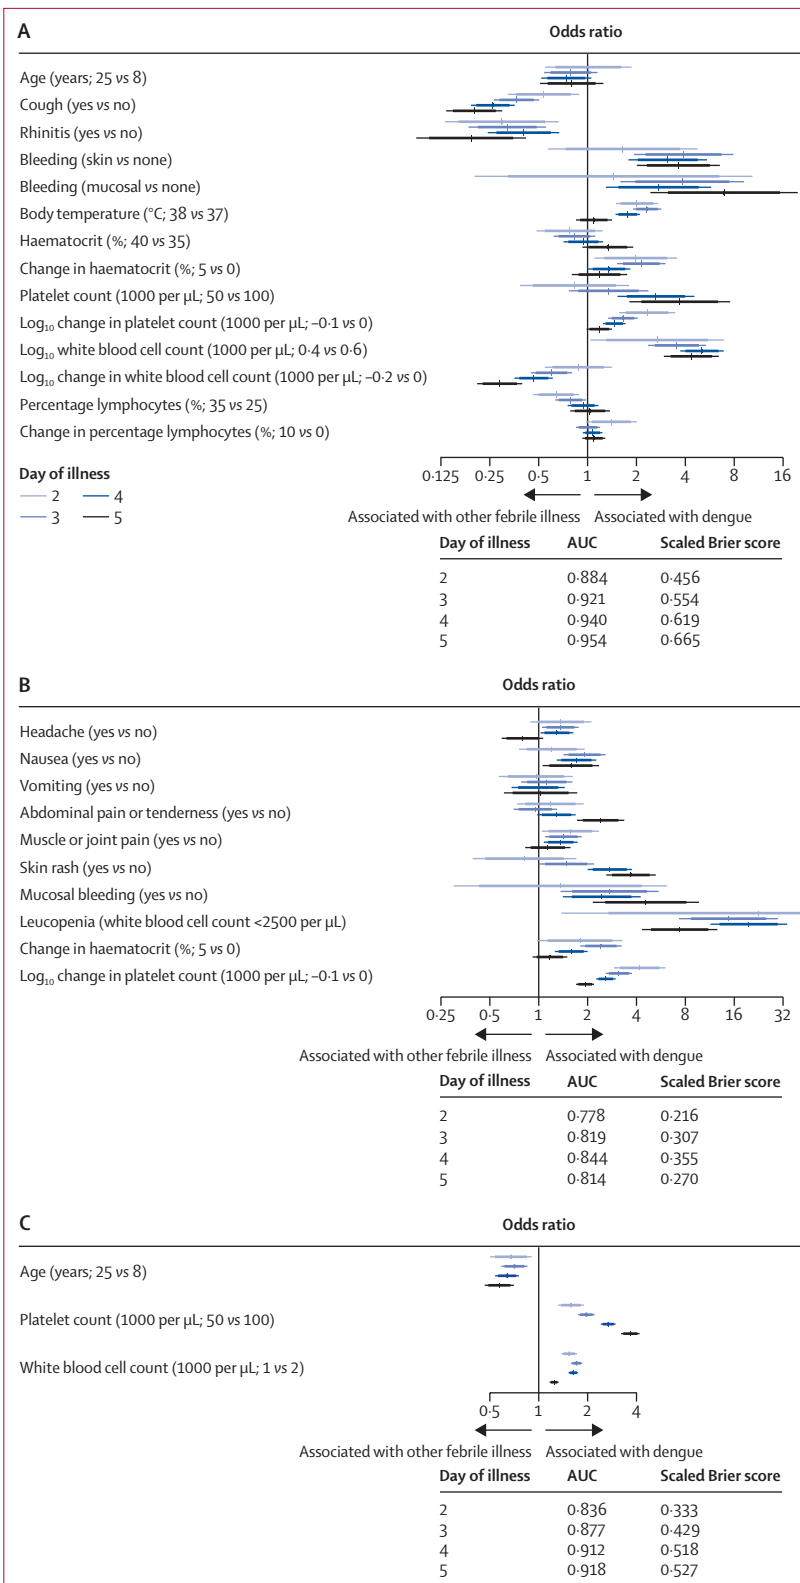 A
Odds ratio
Age (years; 25 vs 8)
Cough (yes vs no)
Rhinitis (yes vs no)
Bleeding (skin vs none)
Bleeding (mucosal vs none)
Body temperature (°C; 38 vs 37)
Haematocrit (%; 40 vs 35)
Change in haematocrit (%; 5 vs 0)
Platelet count (1000 per µL; 50 vs 100)
Log10 change in platelet count (1000 per µL; –0·1 vs 0)
Log10 white blood cell count (1000 per µL; 0·4 vs 0·6)
Log10 change in white blood cell count (1000 per µL; –0·2 vs 0)
Percentage lymphocytes (%; 35 vs 25)
Change in percentage lymphocytes (%; 10 vs 0)
0·125 0·25 0·5 1 2 4 8 16
Day of illness
2 4
3 5
Associated with other febrile illness Associated with dengue
Day of illness AUC Scaled Brier score
2 0·884 0·456
3 0·921 0·554
4 0·940 0·619
5 0·954 0·665
B
Odds ratio
Headache (yes vs no)
Nausea (yes vs no)
Vomiting (yes vs no)
Abdominal pain or tenderness (yes vs no)
Muscle or joint pain (yes vs no)
Skin rash (yes vs no)
Mucosal bleeding (yes vs no)
Leucopenia (white blood cell count <2500 per µL)
Change in haematocrit (%; 5 vs 0)
Log10 change in platelet count (1000 per µL; –0·1 vs 0)
0·25 0·5 1 2 4 8 16 32
Associated with other febrile illness Associated with dengue
Day of illness AUC Scaled Brier score
2 0·778 0·216
3 0·819 0·307
4 0·844 0·355
5 0·814 0·270
C
Odds ratio
Age (years; 25 vs 8)
Platelet count (1000 per µL; 50 vs 100)
White blood cell count (1000 per µL; 1 vs 2)
0·5 1 2 4
Associated with other febrile illness Associated with dengue
Day of illness AUC Scaled Brier score
2 0·836 0·333
3 0·877 0·429
4 0·912 0·518
5 0·918 0·527